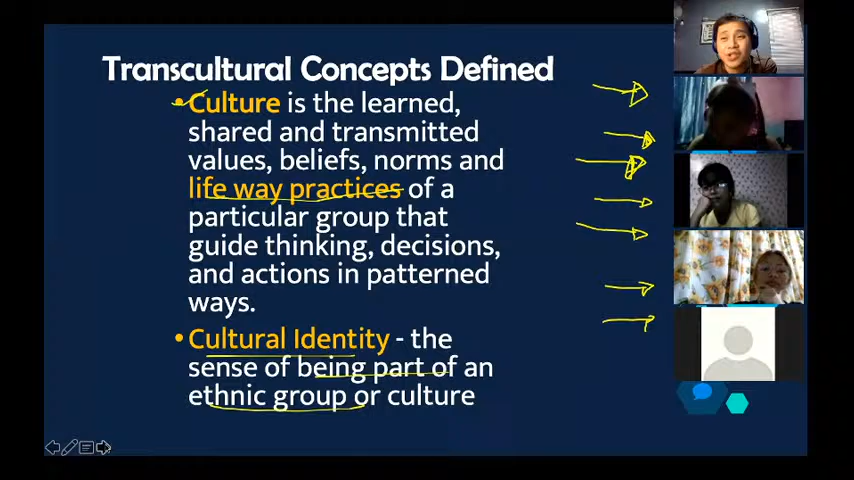 Transcultural Concepts Defined
• Culture is the learned,
shared and transmitted
values, beliefs, norms and
life way practices of a
particular group that
guide thinking, decisions,
and actions in patterned
ways.
• Cultural Identity - the
sense of being part of an
ethnic group or culture